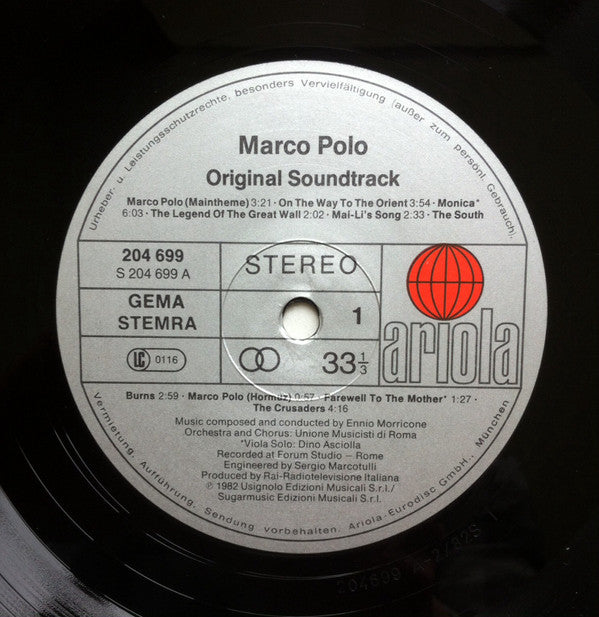 Urheber- u. Leistungsschutzrechte, besonders Vervielfältigung (außer zum persönl. Gebrauch),
Marco Polo
Original Soundtrack
Marco Polo (Maintheme) 3:21 · On The Way To The Orient 3:54 · Monica*
6:03 · The Legend Of The Great Wall 2:02 · Mai-Li's Song 2:33 · The South
204 699
S 204 699 A
STEREO
GEMA
STEMRA
1
LC 0116
33 1/3
ariola
Burns 2:59 · Marco Polo (Hormuz) 0:57 · Farewell To The Mother* 1:27 ·
The Crusaders 4:16
Music composed and conducted by Ennio Morricone
Orchestra and Chorus: Unione Musicisti di Roma
*Viola Solo: Dino Asciolla
Recorded at Forum Studio – Rome
Engineered by Sergio Marcotulli
Produced by Rai-Radiotelevisione Italiana
℗ 1982 Usignolo Edizioni Musicali S.r.l./
Sugarmusic Edizioni Musicali S.r.l.
Vermietung, Aufführung, Sendung vorbehalten. Ariola-Eurodisc GmbH., München